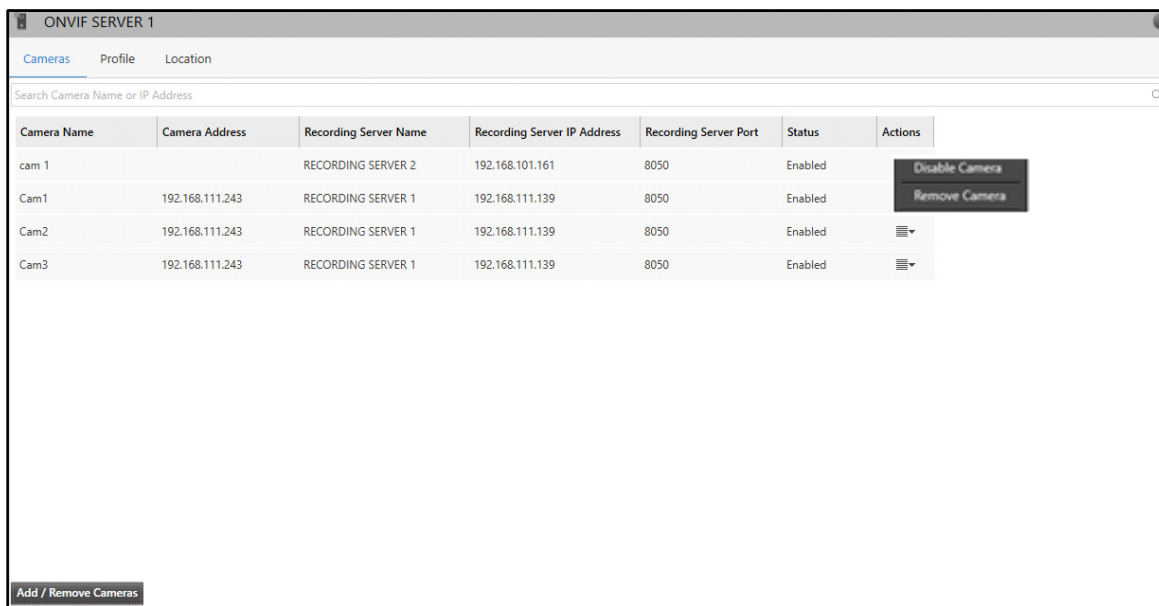 ONVIF SERVER 1
Cameras Profile Location
Search Camera Name or IP Address
Camera Name Camera Address Recording Server Name Recording Server IP Address Recording Server Port Status Actions
cam 1 RECORDING SERVER 2 192.168.101.161 8050 Enabled
Disable Camera
Cam1 192.168.111.243 RECORDING SERVER 1 192.168.111.139 8050 Enabled
Remove Camera
Cam2 192.168.111.243 RECORDING SERVER 1 192.168.111.139 8050 Enabled
Cam3 192.168.111.243 RECORDING SERVER 1 192.168.111.139 8050 Enabled
Add / Remove Cameras